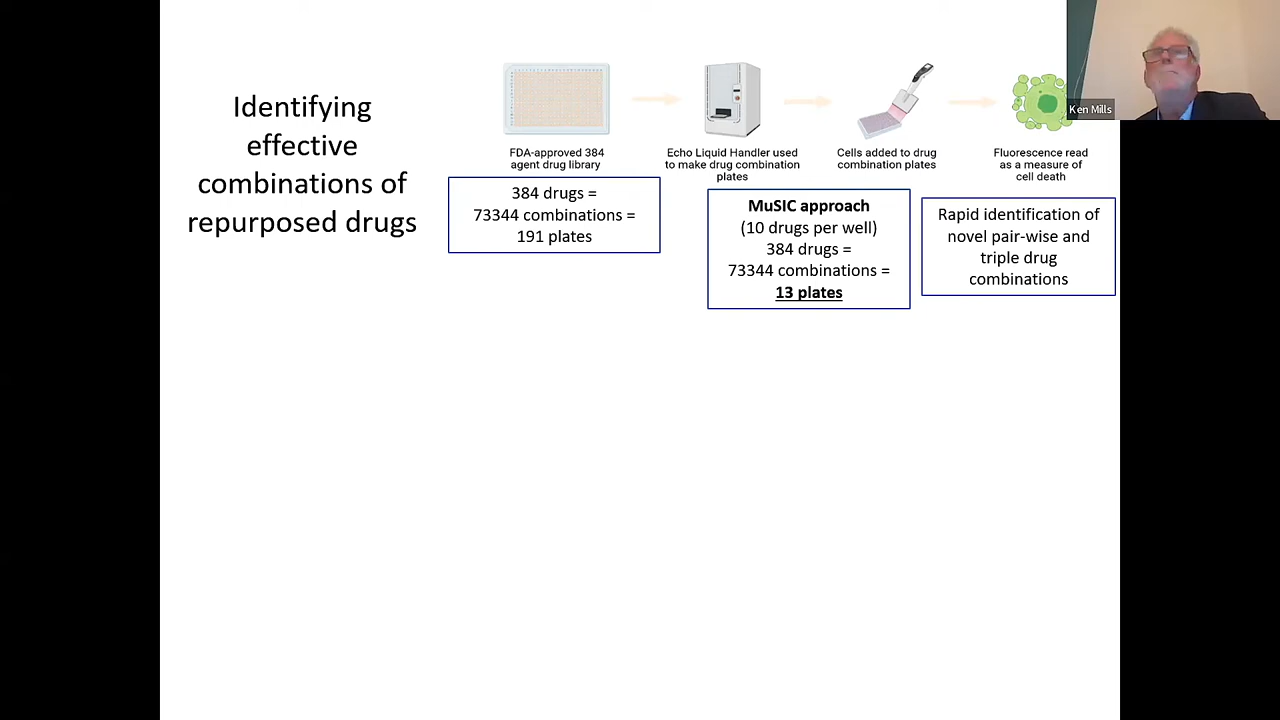 Identifying
effective
combinations of
repurposed drugs
FDA-approved 384
agent drug library
Echo Liquid Handler used
to make drug combination
plates
Cells added to drug
combination plates
Fluorescence read
as a measure of
cell death
384 drugs =
73344 combinations =
191 plates
MuSIC approach
(10 drugs per well)
384 drugs =
73344 combinations =
13 plates
Rapid identification of
novel pair-wise and
triple drug
combinations
Ken Mills